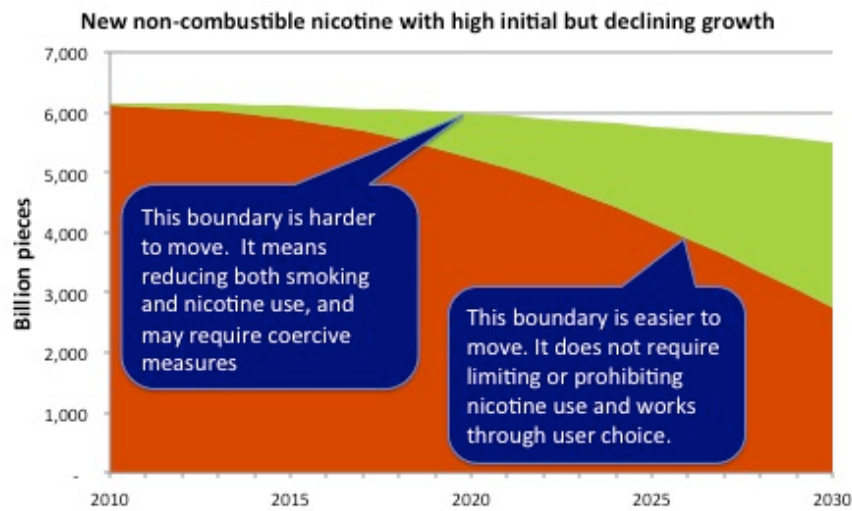 New non-combustible nicotine with high initial but declining growth
7,000
6,000
5,000
4,000
3,000
2,000
1,000
-
Billion pieces
This boundary is harder
to move.  It means
reducing both smoking
and nicotine use, and
may require coercive
measures
This boundary is easier to
move. It does not require
limiting or prohibiting
nicotine use and works
through user choice.
2010
2015
2020
2025
2030